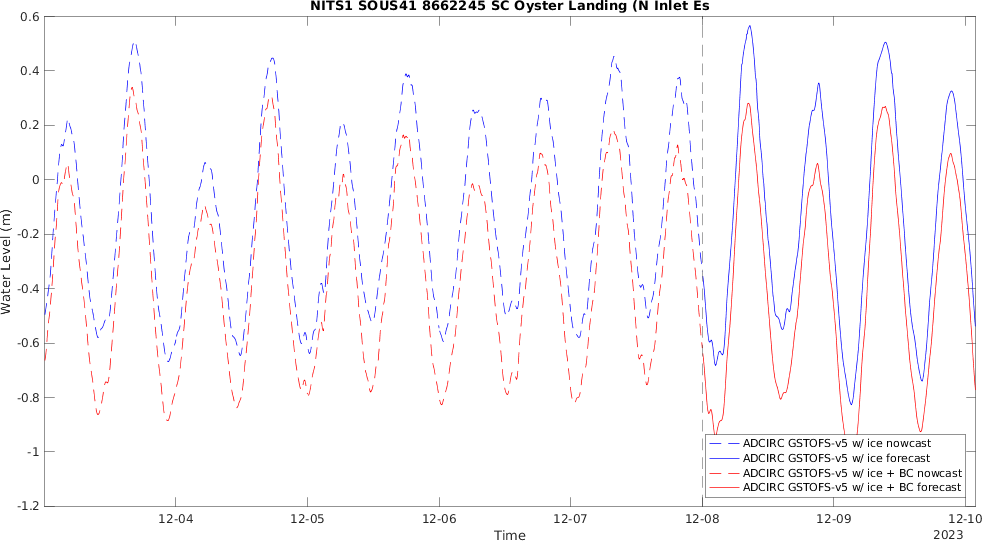 NITS1 SOUS41 8662245 SC Oyster Landing (N Inlet Es
0.6
0.4
0.2
0
-0.2
-0.4
-0.6
-0.8
-1
-1.2
Water Level (m)
ADCIRC GSTOFS-v5 w/ ice nowcast
ADCIRC GSTOFS-v5 w/ ice forecast
ADCIRC GSTOFS-v5 w/ ice + BC nowcast
ADCIRC GSTOFS-v5 w/ ice + BC forecast
12-04 12-05 12-06 12-07 12-08 12-09 12-10
Time
2023